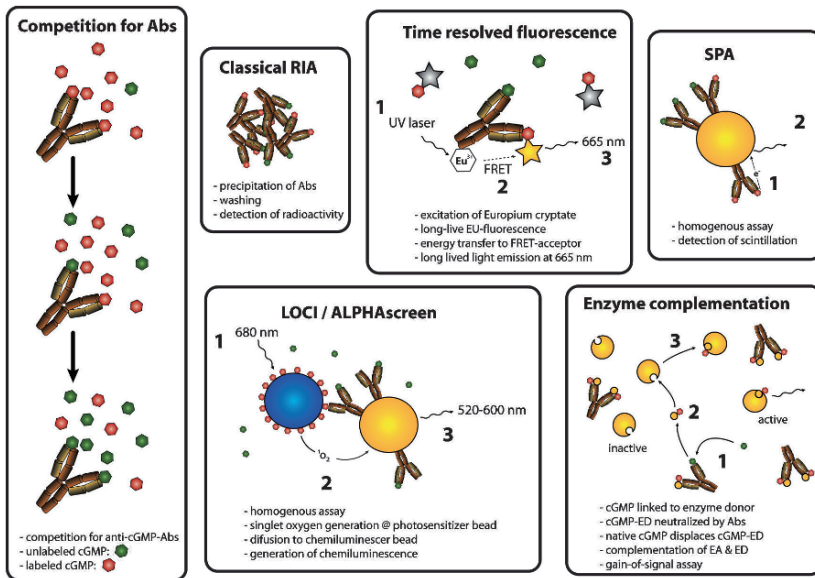 Competition for Abs
- competition for anti-cGMP-Abs
- unlabeled cGMP:
- labeled cGMP:
Classical RIA
- precipitation of Abs
- washing
- detection of radioactivity
Time resolved fluorescence
1
UV laser
Eu3+
FRET
2
665 nm
3
- excitation of Europium cryptate
- long-live EU-fluorescence
- energy transfer to FRET-acceptor
- long lived light emission at 665 nm
SPA
2
e-
1
- homogenous assay
- detection of scintillation
LOCI / ALPHAscreen
1
680 nm
520-600 nm
3
1O2
2
- homogenous assay
- singlet oxygen generation @ photosensitizer bead
- difusion to chemiluminescer bead
- generation of chemiluminescence
Enzyme complementation
3
2
active
inactive
1
- cGMP linked to enzyme donor
- cGMP-ED neutralized by Abs
- native cGMP displaces cGMP-ED
- complementation of EA & ED
- gain-of-signal assay